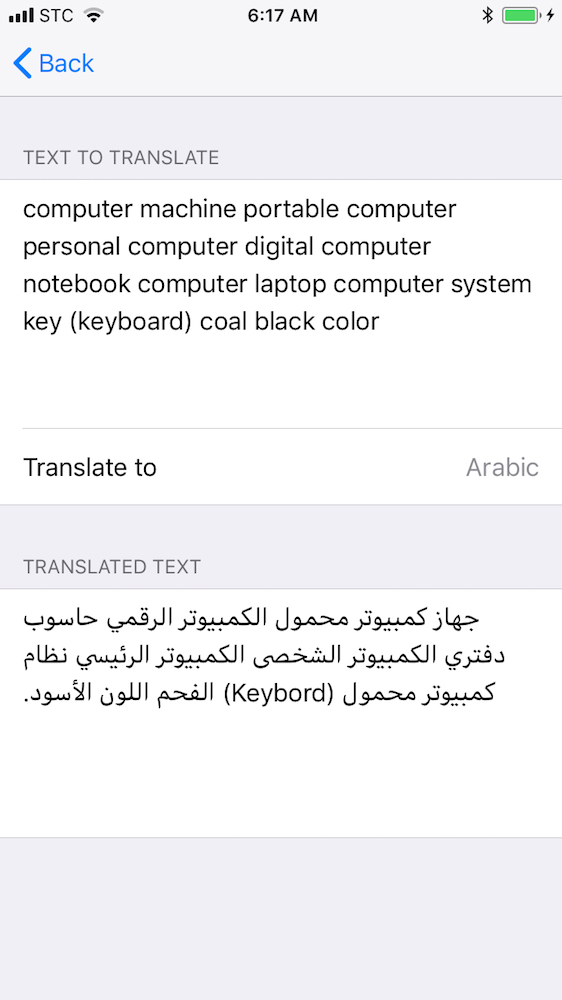 STC 6:17 AM
Back
TEXT TO TRANSLATE
computer machine portable computer
personal computer digital computer
notebook computer laptop computer system
key (keyboard) coal black color
Translate to Arabic
TRANSLATED TEXT
جهاز كمبيوتر محمول الكمبيوتر الرقمي حاسوب
دفتري الكمبيوتر الشخصى الكمبيوتر الرئيسي نظام
كمبيوتر محمول (Keybord) الفحم اللون الأسود.